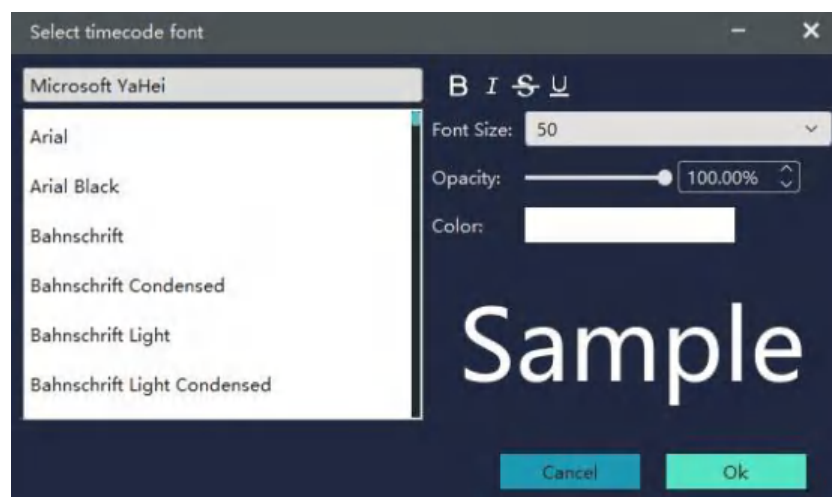 Select timecode font
Microsoft YaHei
B I S U
Arial
Arial Black
Bahnschrift
Bahnschrift Condensed
Bahnschrift Light
Bahnschrift Light Condensed
Font Size: 50
Opacity: 100.00%
Color:
Sample
Cancel Ok